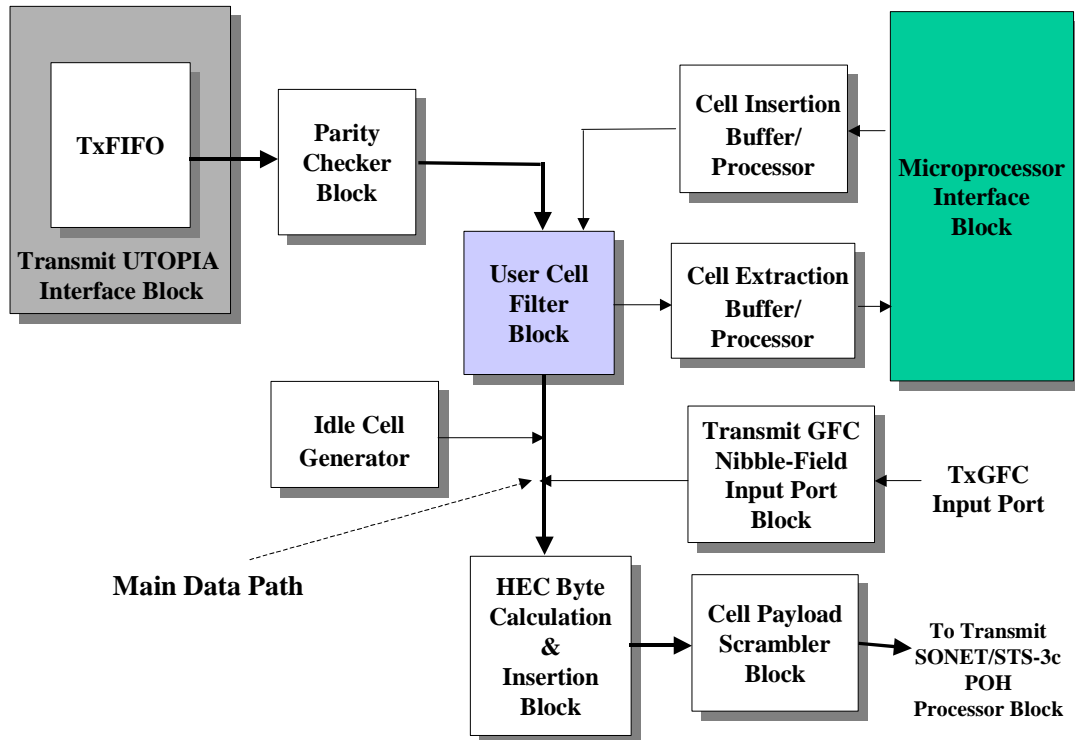 TxFIFO
Transmit UTOPIA
Interface Block
Parity
Checker
Block
Cell Insertion
Buffer/
Processor
Microprocessor
Interface
Block
User Cell
Filter
Block
Cell Extraction
Buffer/
Processor
Idle Cell
Generator
Transmit GFC
Nibble-Field
Input Port
Block
TxGFC
Input Port
Main Data Path
HEC Byte
Calculation
&
Insertion
Block
Cell Payload
Scrambler
Block
To Transmit
SONET/STS-3c
POH
Processor Block